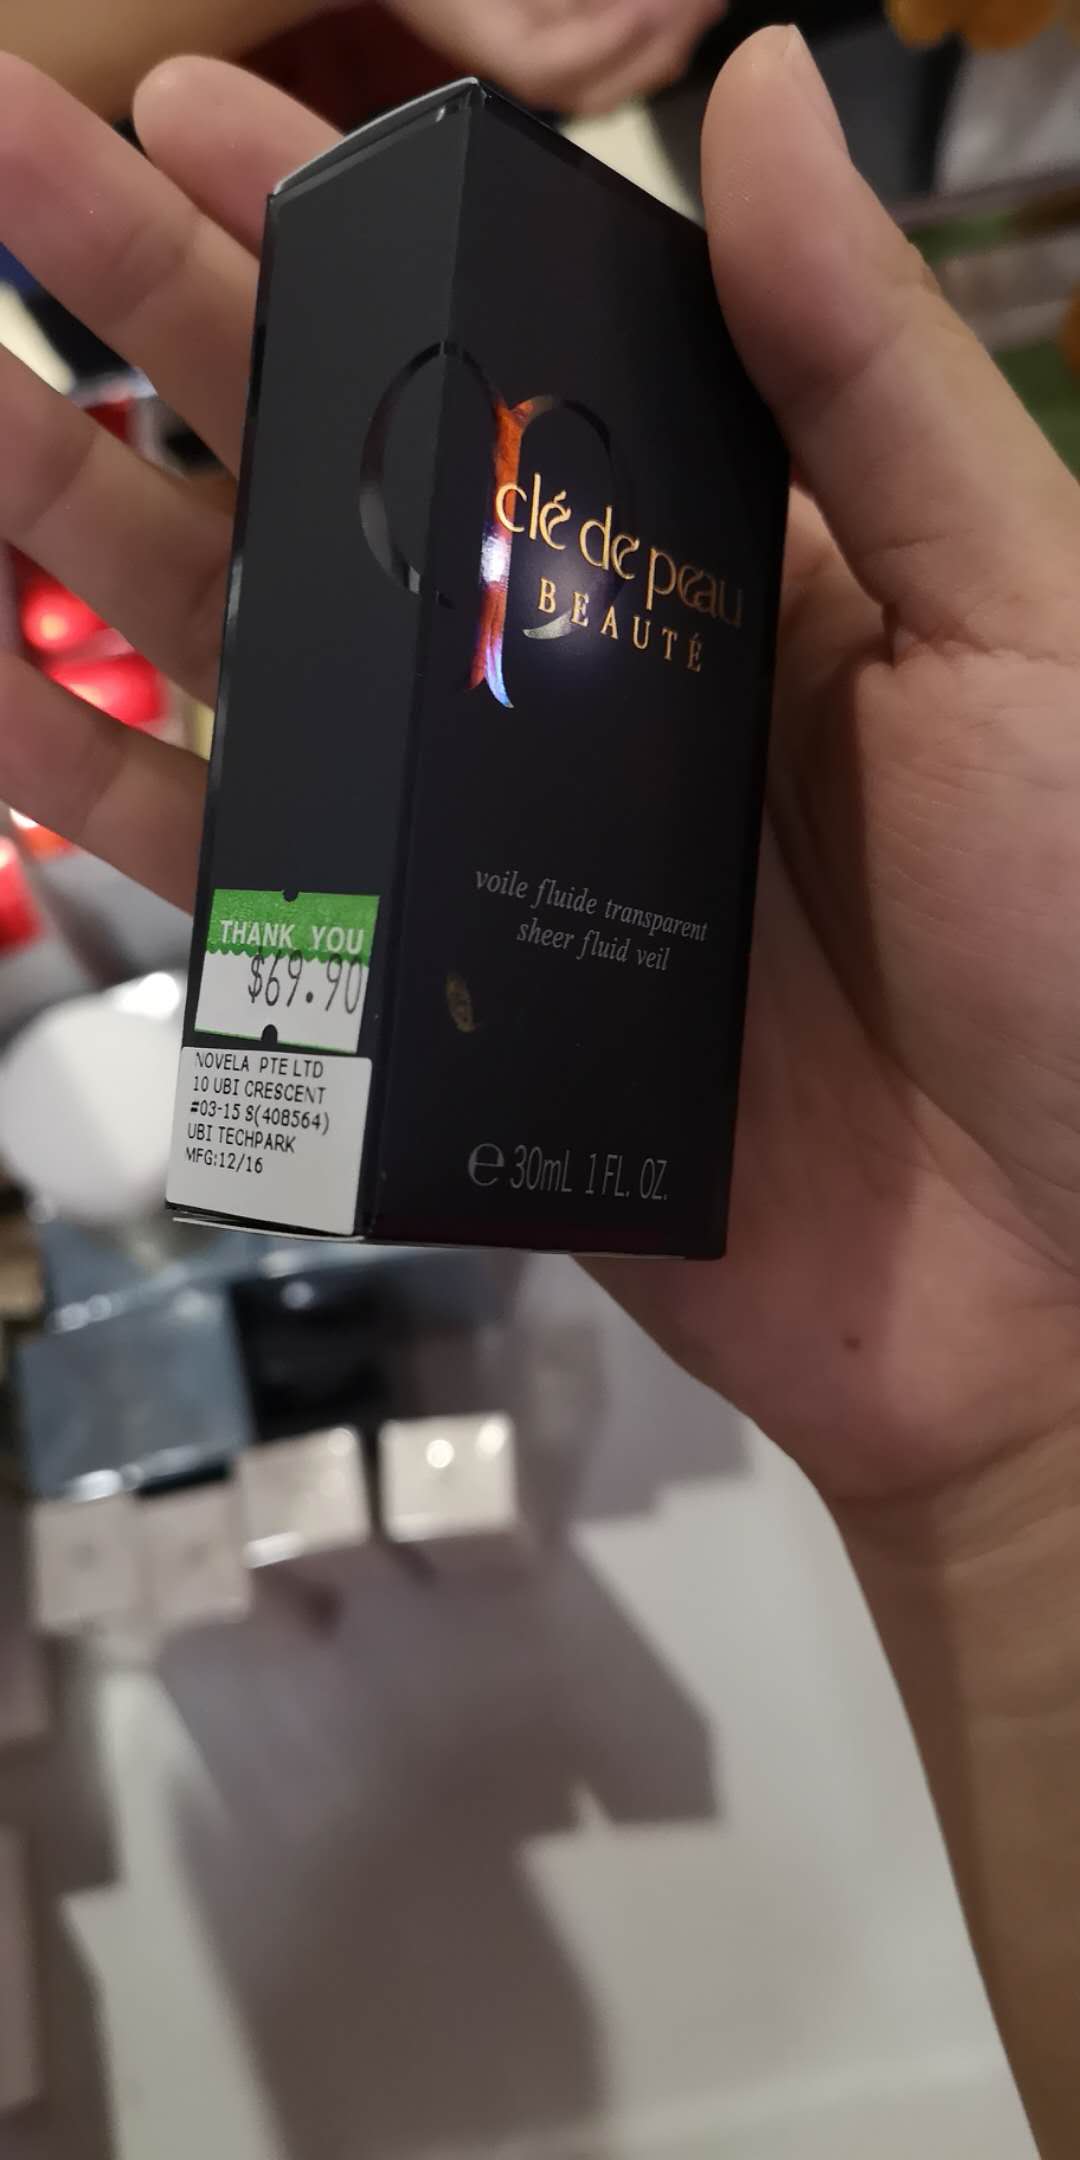 clé de peau
BEAUTÉ
voile fluide transparent
sheer fluid veil
THANK YOU
$69.90
NOVELA PTE LTD
10 UBI CRESCENT
#03-15 S(408564)
UBI TECHPARK
MFG:12/16
℮ 30mL 1 FL. OZ.